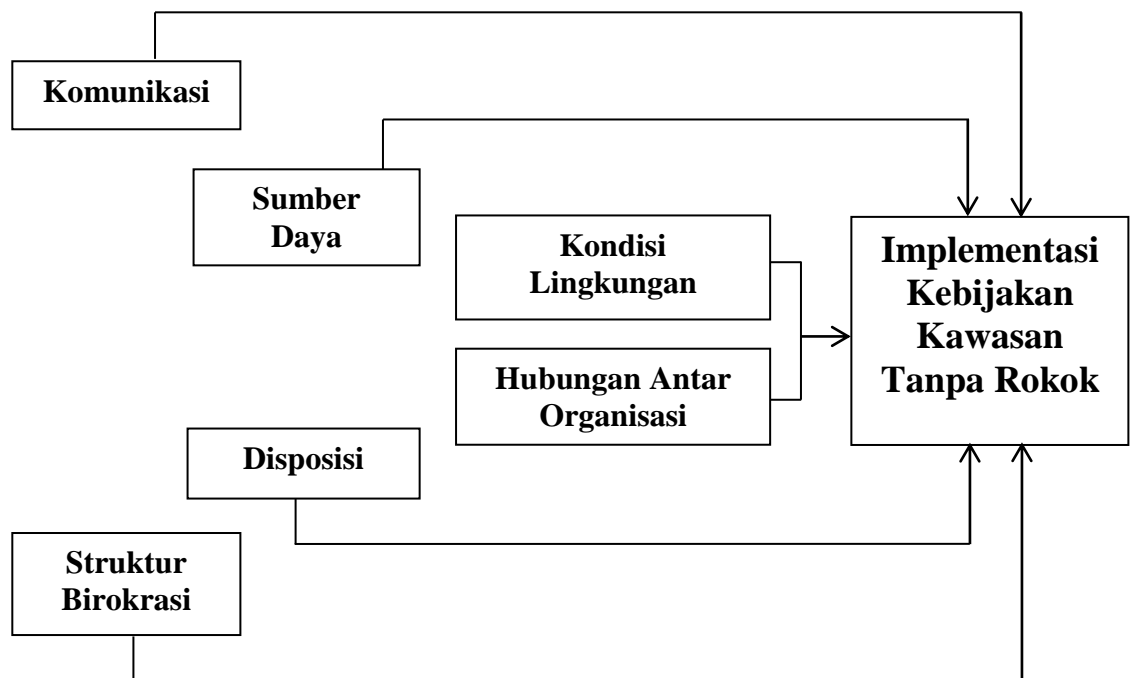 Komunikasi
Sumber
Daya
Kondisi
Lingkungan
Implementasi
Kebijakan
Kawasan
Tanpa Rokok
Hubungan Antar
Organisasi
Disposisi
Struktur
Birokrasi